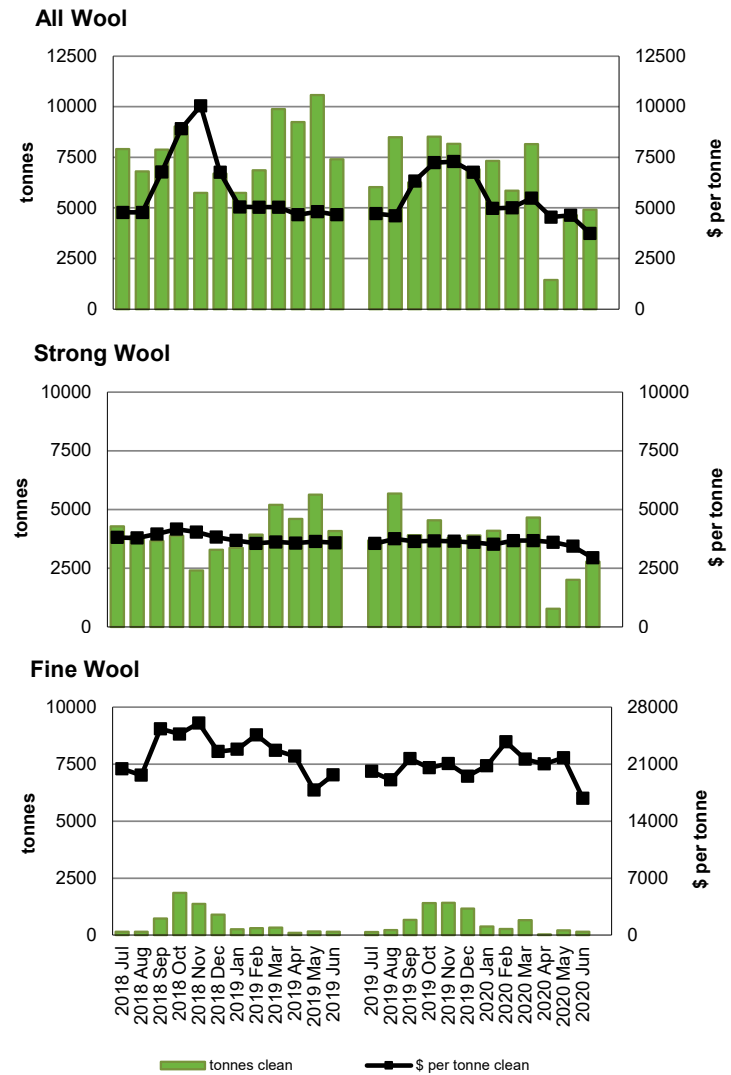 All Wool
12500
10000
7500
5000
2500
0
tonnes
12500
10000
7500
5000
2500
0
$ per tonne
Strong Wool
10000
7500
5000
2500
0
tonnes
10000
7500
5000
2500
0
$ per tonne
Fine Wool
10000
7500
5000
2500
0
tonnes
28000
21000
14000
7000
0
$ per tonne
2018 Jul
2018 Aug
2018 Sep
2018 Oct
2018 Nov
2018 Dec
2019 Jan
2019 Feb
2019 Mar
2019 Apr
2019 May
2019 Jun
2019 Jul
2019 Aug
2019 Sep
2019 Oct
2019 Nov
2019 Dec
2020 Jan
2020 Feb
2020 Mar
2020 Apr
2020 May
2020 Jun
tonnes clean
$ per tonne clean